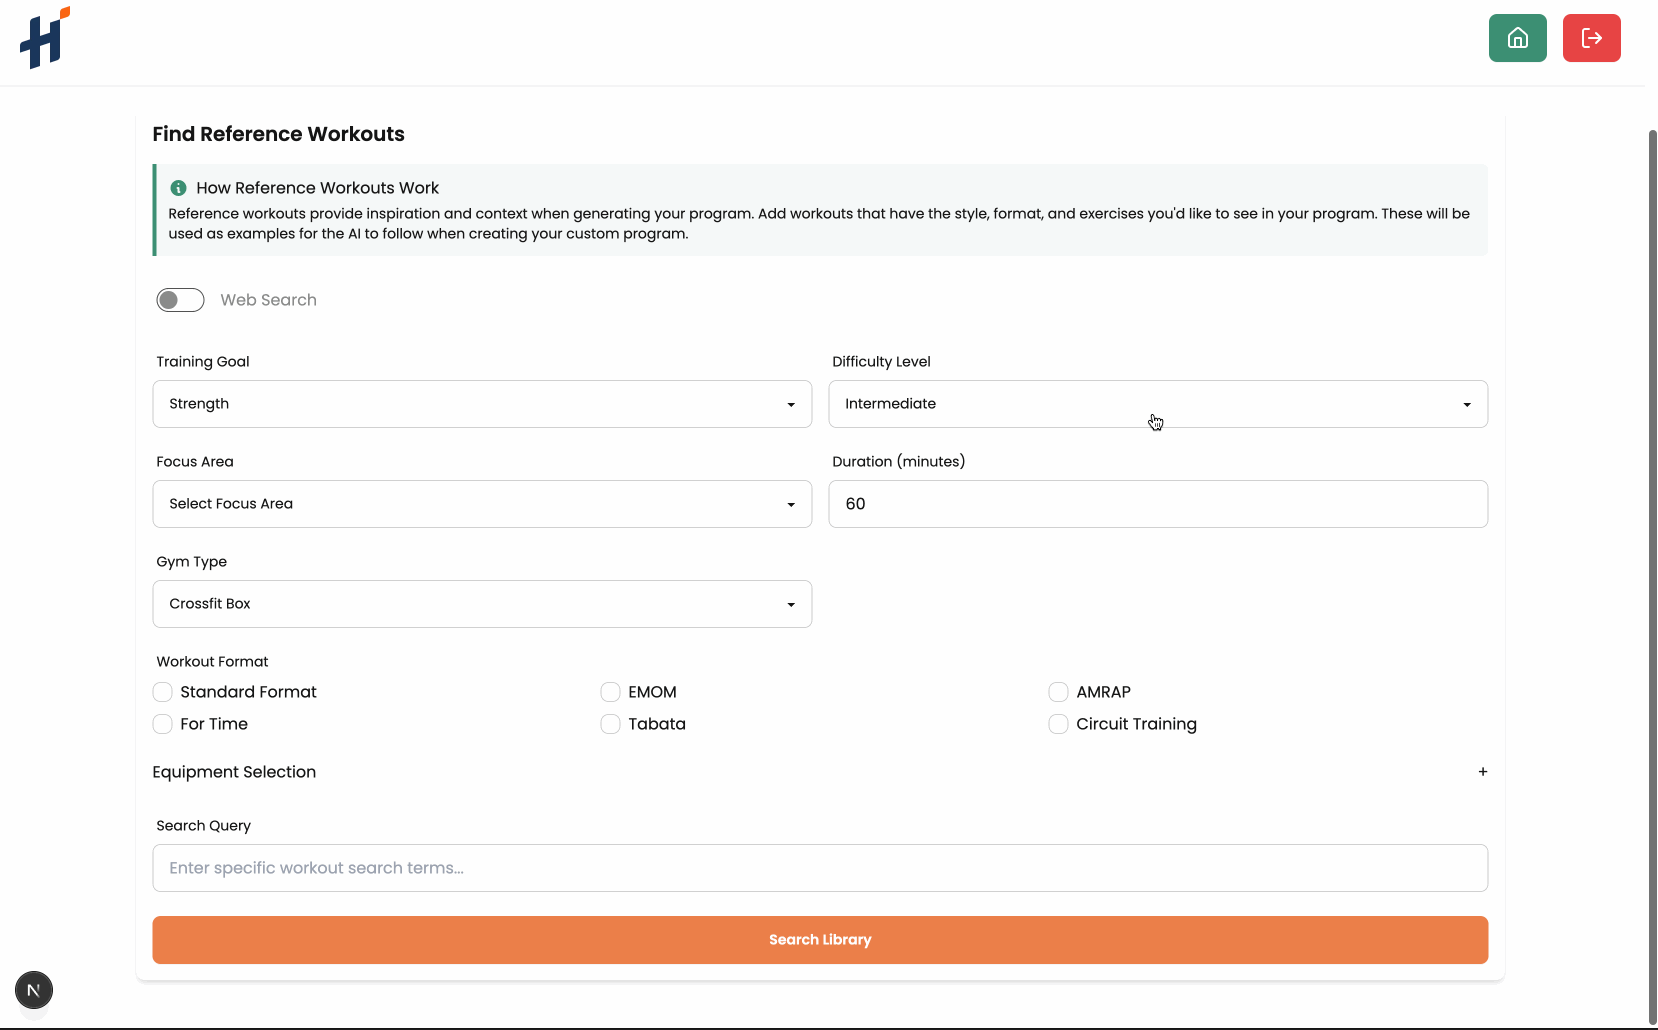 Find Reference Workouts
How Reference Workouts Work
Reference workouts provide inspiration and context when generating your program. Add workouts that have the style, format, and exercises you'd like to see in your program. These will be
used as examples for the AI to follow when creating your custom program.
Web Search
Training Goal
Difficulty Level
Strength
Intermediate
Focus Area
Duration (minutes)
Select Focus Area
60
Gym Type
Crossfit Box
Workout Format
Standard Format
EMOM
AMRAP
For Time
Tabata
Circuit Training
Equipment Selection
+
Search Query
Enter specific workout search terms...
Search Library
N